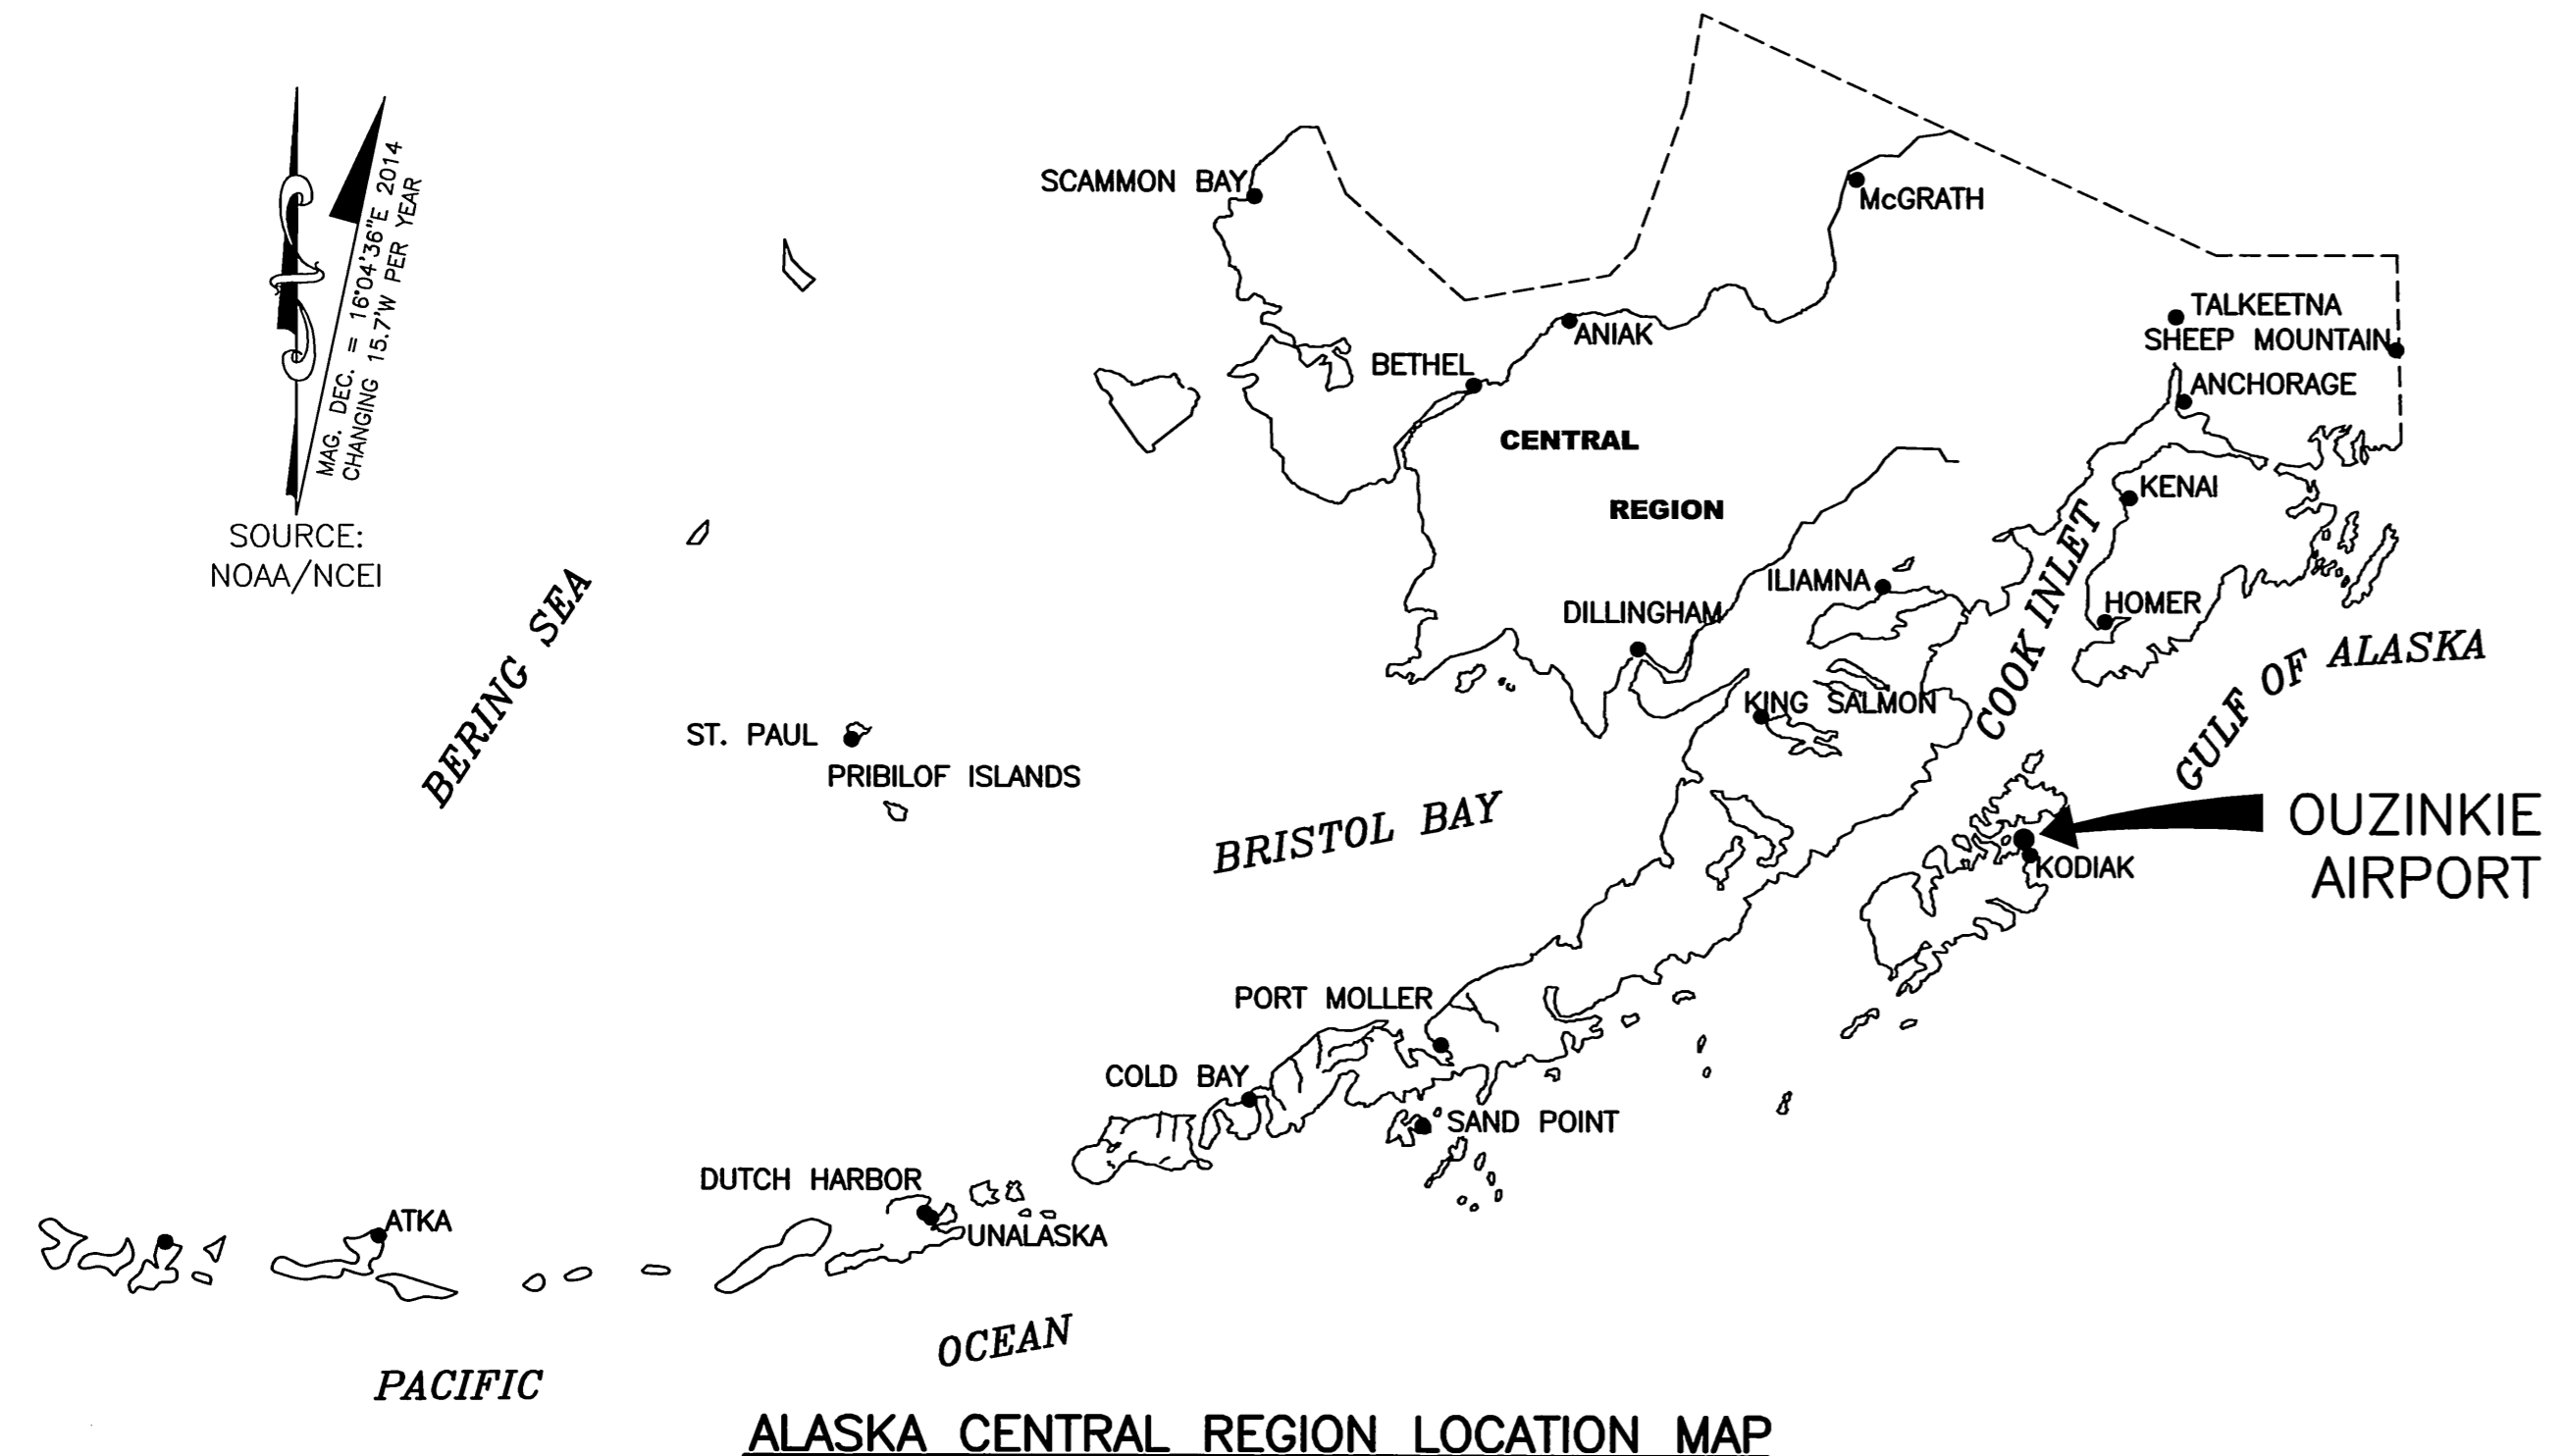 MAG. DEC. = 16°04'36"E 2014
CHANGING 15.7'W PER YEAR
SOURCE:
NOAA/NCEI
SCAMMON BAY
McGRATH
TALKEETNA
SHEEP MOUNTAIN
ANIAK
BETHEL
ANCHORAGE
CENTRAL
REGION
KENAI
ILIAMNA
DILLINGHAM
HOMER
COOK INLET
GULF OF ALASKA
KING SALMON
BERING SEA
ST. PAUL
PRIBILOF ISLANDS
BRISTOL BAY
OUZINKIE
AIRPORT
KODIAK
PORT MOLLER
COLD BAY
SAND POINT
DUTCH HARBOR
ATKA
UNALASKA
PACIFIC
OCEAN
ALASKA CENTRAL REGION LOCATION MAP